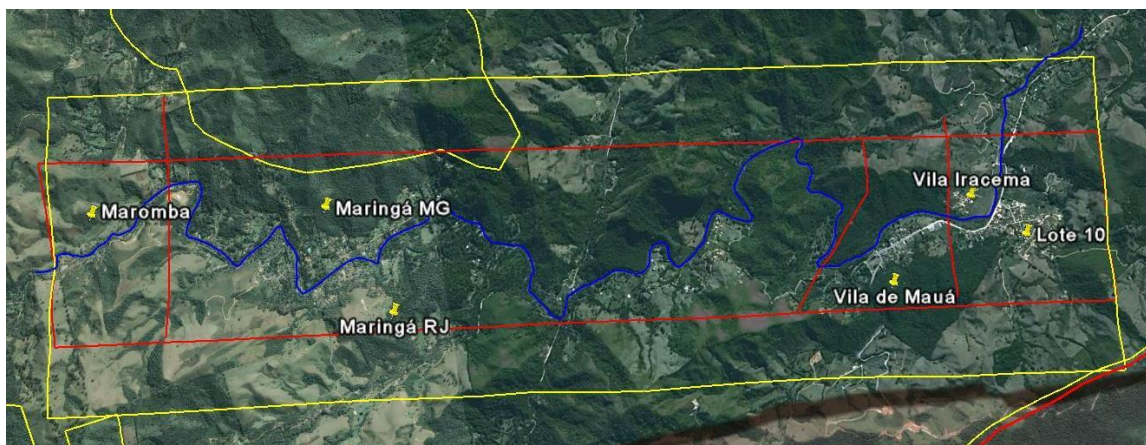 Vila Iracema
Maromba
Maringá MG
Lote 10
Vila de Mauá
Maringá RJ